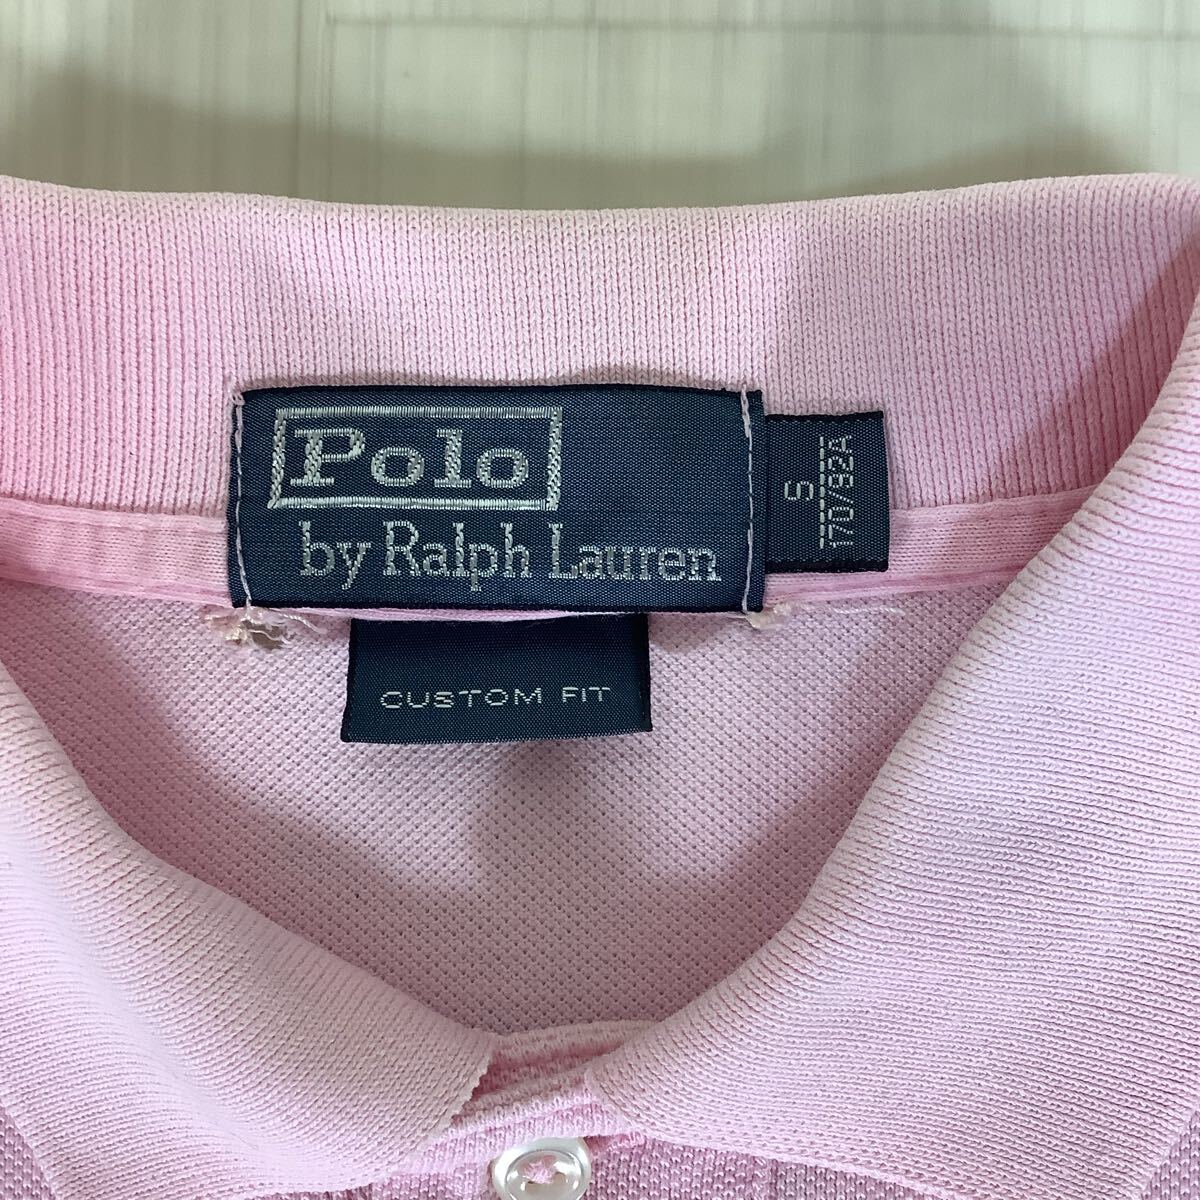 Polo
by Ralph Lauren
S
170/92A
CUSTOM FIT